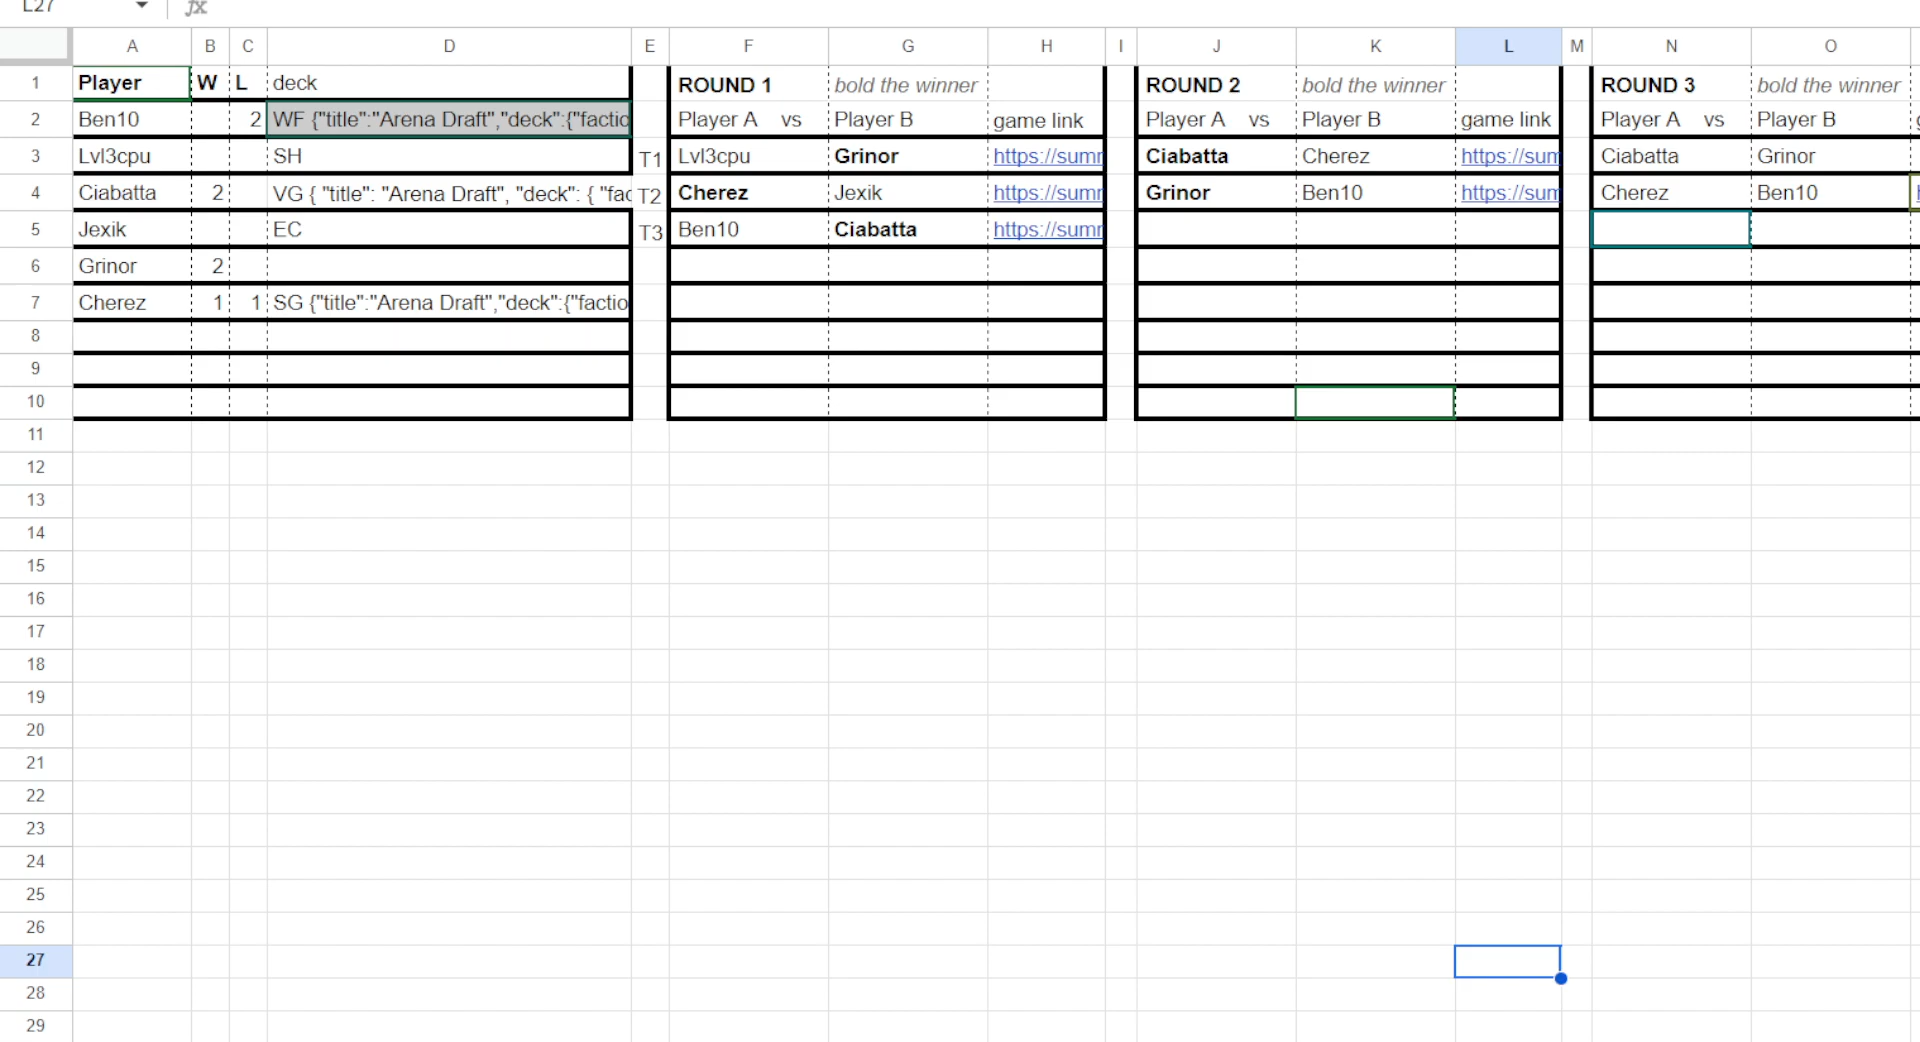 L27 fx
A B C D E F G H I J K L M N O
1 Player W L deck ROUND 1 bold the winner ROUND 2 bold the winner ROUND 3 bold the winner
2 Ben10 2 WF {"title":"Arena Draft","deck":{"factio Player A vs Player B game link Player A vs Player B game link Player A vs Player B
3 Lvl3cpu SH T1 Lvl3cpu Grinor https://sumr Ciabatta Cherez https://sum Ciabatta Grinor
4 Ciabatta 2 VG { "title": "Arena Draft", "deck": { "fac T2 Cherez Jexik https://sumr Grinor Ben10 https://sum Cherez Ben10
5 Jexik EC T3 Ben10 Ciabatta https://sumr
6 Grinor 2
7 Cherez 1 1 SG {"title":"Arena Draft","deck":{"factio
8
9
10
11
12
13
14
15
16
17
18
19
20
21
22
23
24
25
26
27
28
29